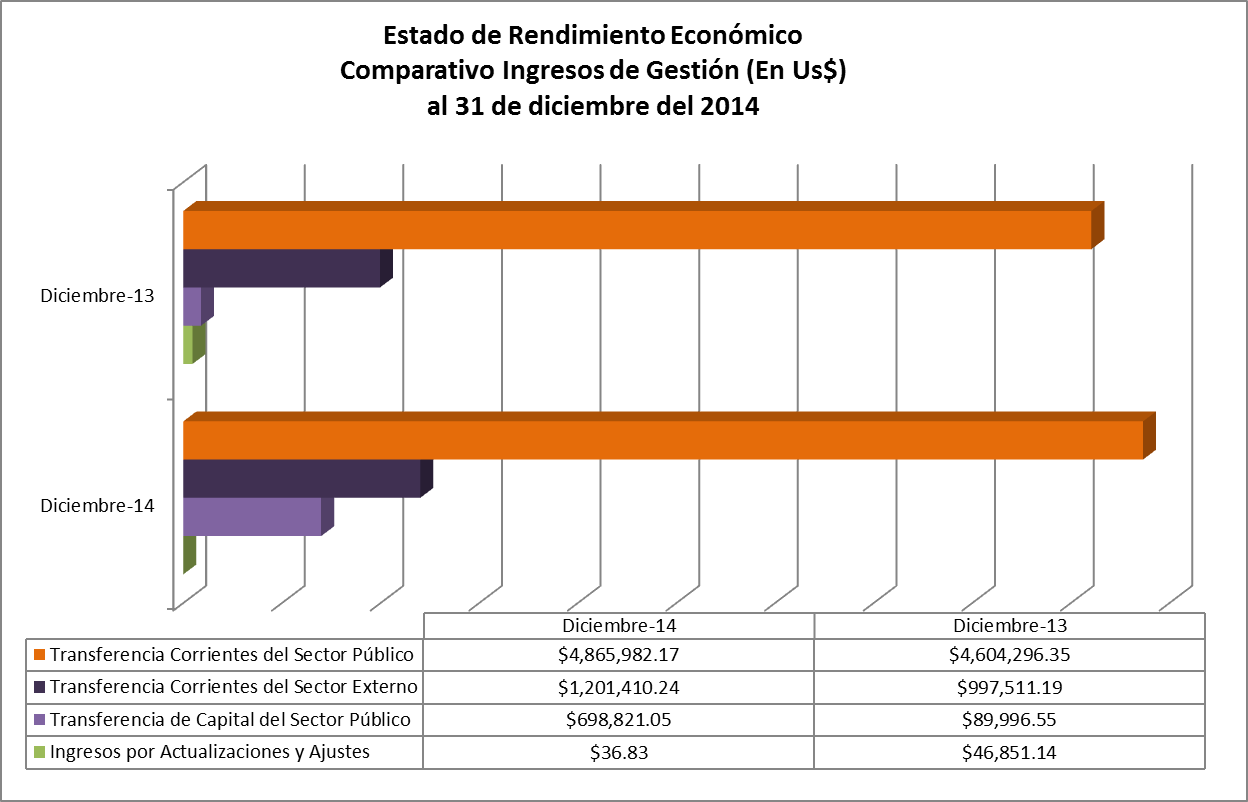 Estado de Rendimiento Económico
Comparativo Ingresos de Gestión (En Us$)
al 31 de diciembre del 2014
Diciembre-13
Diciembre-14
Diciembre-14 Diciembre-13
Transferencia Corrientes del Sector Público $4,865,982.17 $4,604,296.35
Transferencia Corrientes del Sector Externo $1,201,410.24 $997,511.19
Transferencia de Capital del Sector Público $698,821.05 $89,996.55
Ingresos por Actualizaciones y Ajustes $36.83 $46,851.14